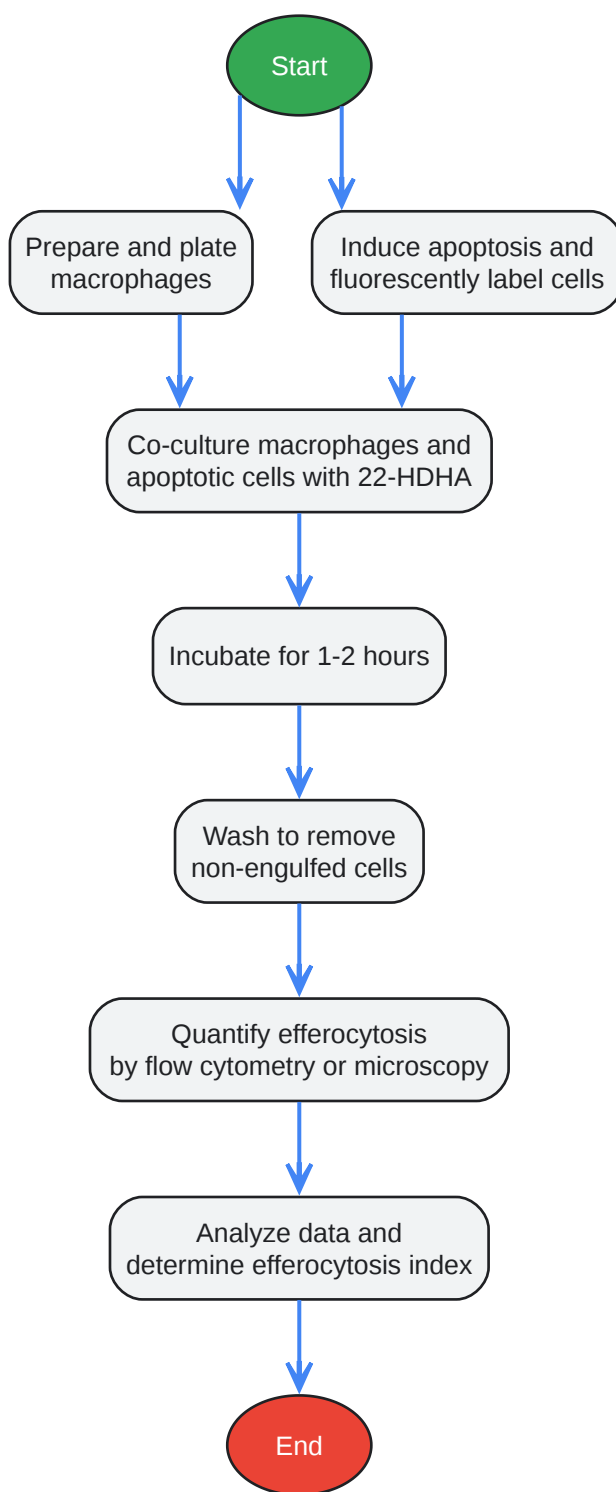 Start
Prepare and plate
macrophages
Induce apoptosis and
fluorescently label cells
Co-culture macrophages and
apoptotic cells with 22-HDHA
Incubate for 1-2 hours
Wash to remove
non-engulfed cells
Quantify efferocytosis
by flow cytometry or microscopy
Analyze data and
determine efferocytosis index
End